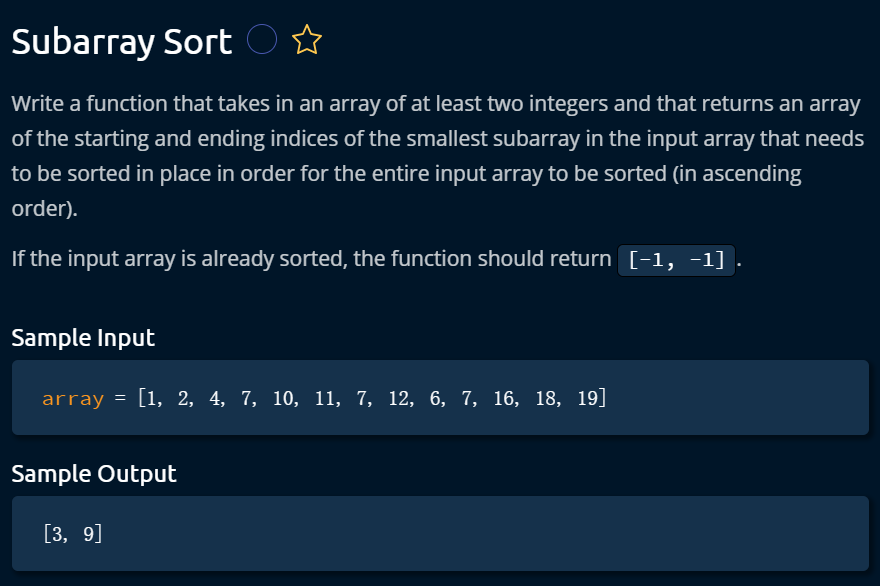 Subarray Sort
Write a function that takes in an array of at least two integers and that returns an array
of the starting and ending indices of the smallest subarray in the input array that needs
to be sorted in place in order for the entire input array to be sorted (in ascending
order).
If the input array is already sorted, the function should return [-1, -1] .
Sample Input
array = [1, 2, 4, 7, 10, 11, 7, 12, 6, 7, 16, 18, 19]
Sample Output
[3, 9]